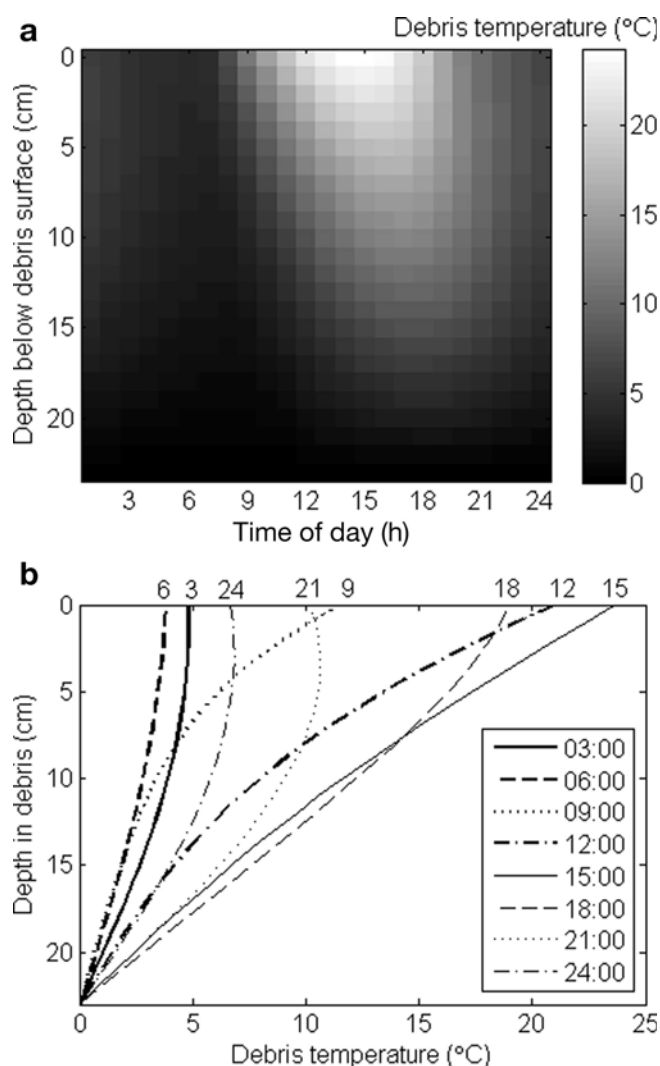 a
Debris temperature (°C)
Depth below debris surface (cm)
0
5
10
15
20
3 6 9 12 15 18 21 24
Time of day (h)
20
15
10
5
0
b
6 3 24 21 9 18 12 15
Depth in debris (cm)
0
5
10
15
20
0 5 10 15 20 25
Debris temperature (°C)
03:00
06:00
09:00
12:00
15:00
18:00
21:00
24:00